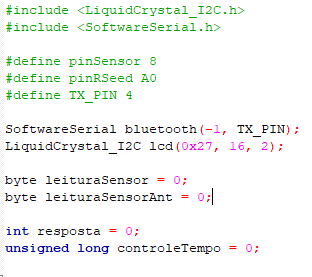 #include <LiquidCrystal_I2C.h>
#include <SoftwareSerial.h>
#define pinSensor 8
#define pinRSeed A0
#define TX_PIN 4
SoftwareSerial bluetooth(-1, TX_PIN);
LiquidCrystal_I2C lcd(0x27, 16, 2);
byte leituraSensor = 0;
byte leituraSensorAnt = 0;
int resposta = 0;
unsigned long controleTempo = 0;